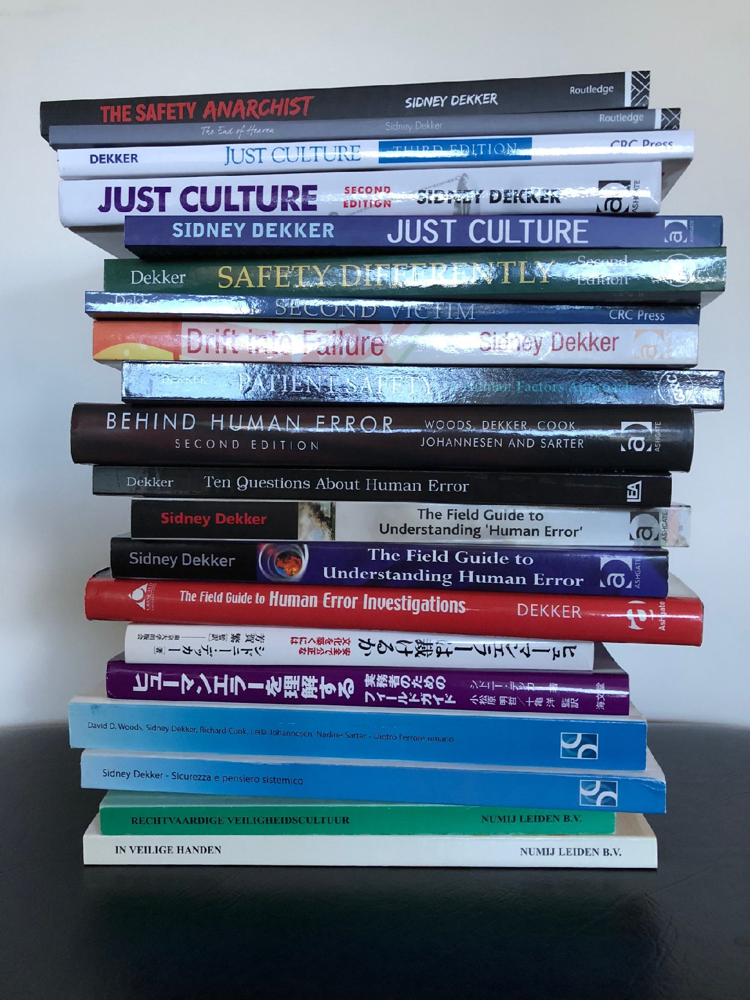 THE SAFETY ANARCHIST SIDNEY DEKKER Routledge
The End of Heaven Sidney Dekker Routledge
DEKKER JUST CULTURE THIRD EDITION CRC Press
JUST CULTURE SECOND EDITION SIDNEY DEKKER ASHGATE
SIDNEY DEKKER JUST CULTURE ASHGATE
Dekker SAFETY DIFFERENTLY Second Edition
Dekker SECOND VICTIM CRC Press
Drift into Failure Sidney Dekker
DEKKER PATIENT SAFETY Human Factors Approach CRC
BEHIND HUMAN ERROR WOODS, DEKKER, COOK,
SECOND EDITION JOHANNESEN AND SARTER ASHGATE
Dekker Ten Questions About Human Error LEA
Sidney Dekker The Field Guide to
Understanding 'Human Error' ASHGATE
Sidney Dekker The Field Guide to
Understanding Human Error ASHGATE
The Field Guide to Human Error Investigations DEKKER Ashgate
ヒューマンエラーは裁けるか 安全で公正な文化を築くには シドニー・デッカー[著] 芳賀 繁[監訳] 東京大学出版会
ヒューマンエラーを理解する 実務者のためのフィールドガイド シドニー・デッカー 著 小松原明哲/十亀 洋 監訳 海文堂
David D. Woods, Sidney Dekker, Richard Cook, Leila Johannesen, Nadine Sarter - Dietro l'errore umano
Sidney Dekker - Sicurezza e pensiero sistemico
RECHTVAARDIGE VEILIGHEIDSCULTUUR NUMIJ LEIDEN B.V.
IN VEILIGE HANDEN NUMIJ LEIDEN B.V.